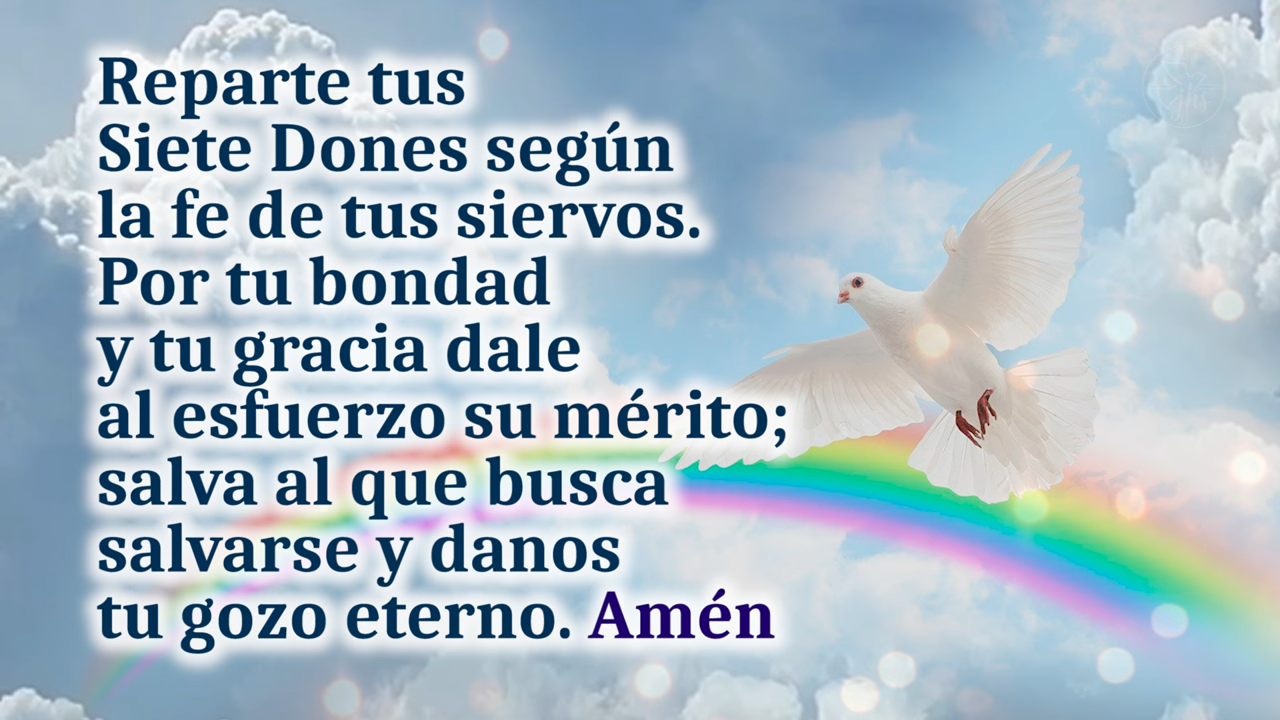 Reparte tus
Siete Dones según
la fe de tus siervos.
Por tu bondad
y tu gracia dale
al esfuerzo su mérito;
salva al que busca
salvarse y danos
tu gozo eterno. Amén